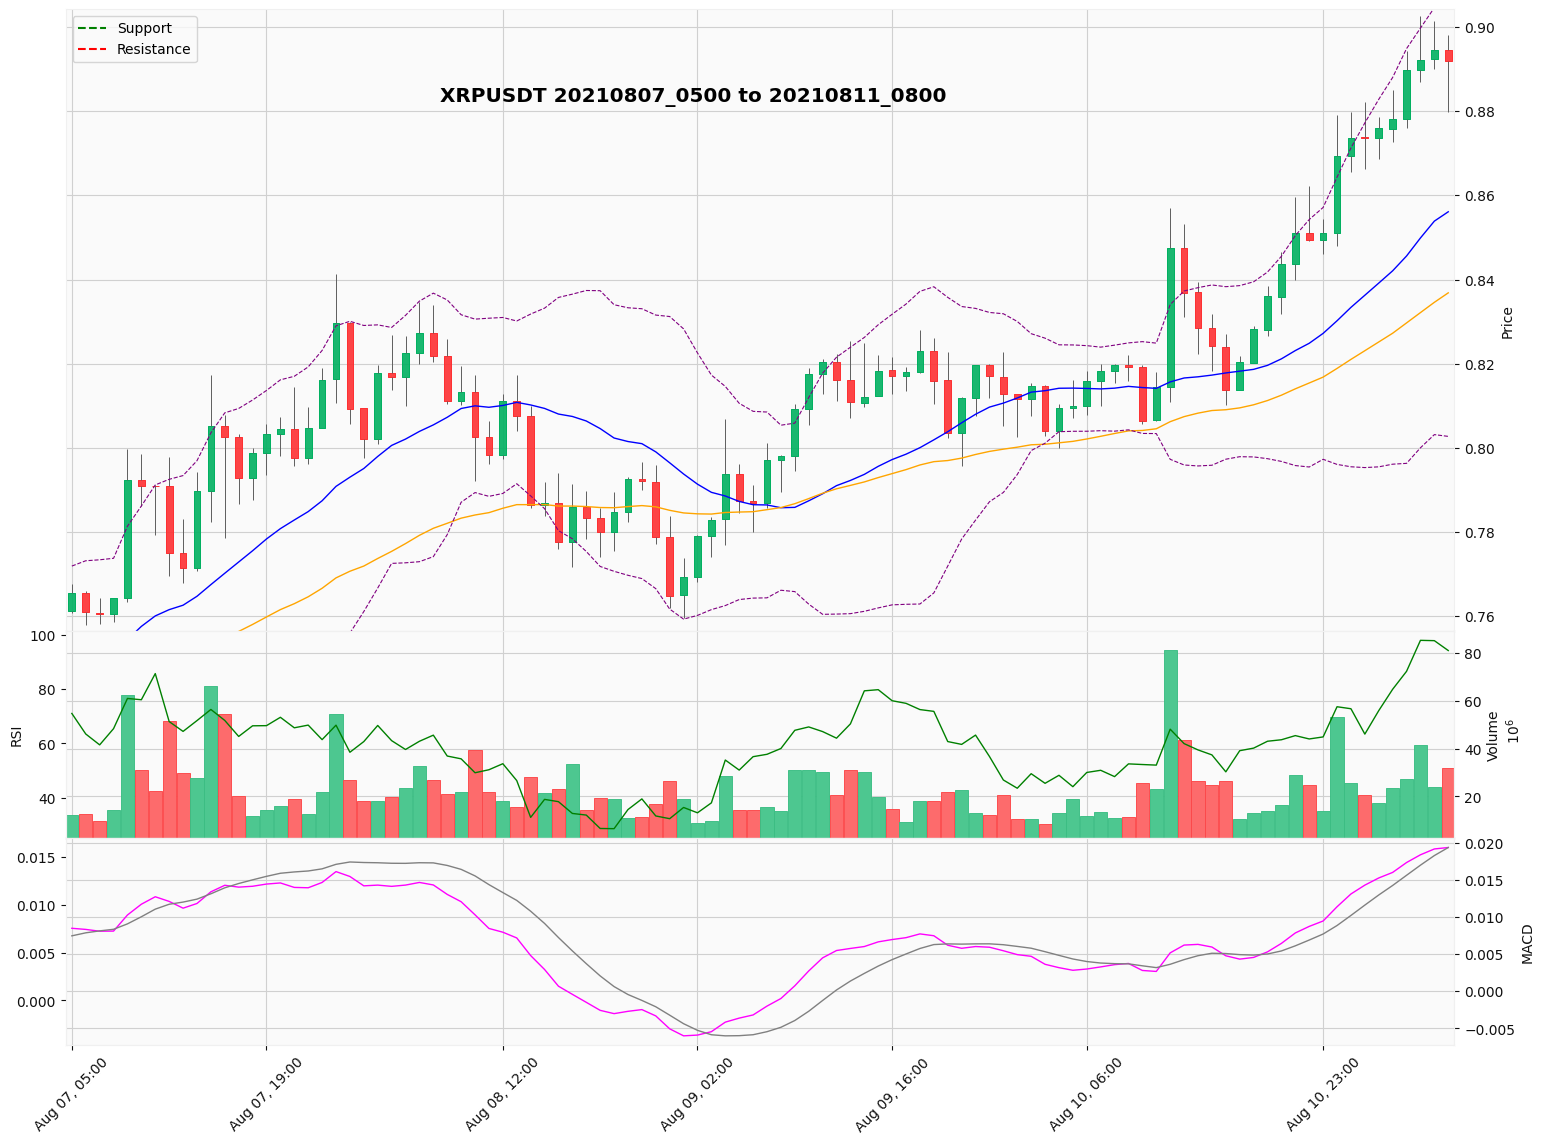 Support
Resistance
XRPUSDT 20210807_0500 to 20210811_0800
0.90
0.88
0.86
0.84
0.82
0.80
0.78
0.76
Price
100
80
60
40
RSI
80
60
40
20
Volume
10^6
0.015
0.010
0.005
0.000
0.020
0.015
0.010
0.005
0.000
−0.005
MACD
Aug 07, 05:00
Aug 07, 19:00
Aug 08, 12:00
Aug 09, 02:00
Aug 09, 16:00
Aug 10, 06:00
Aug 10, 23:00